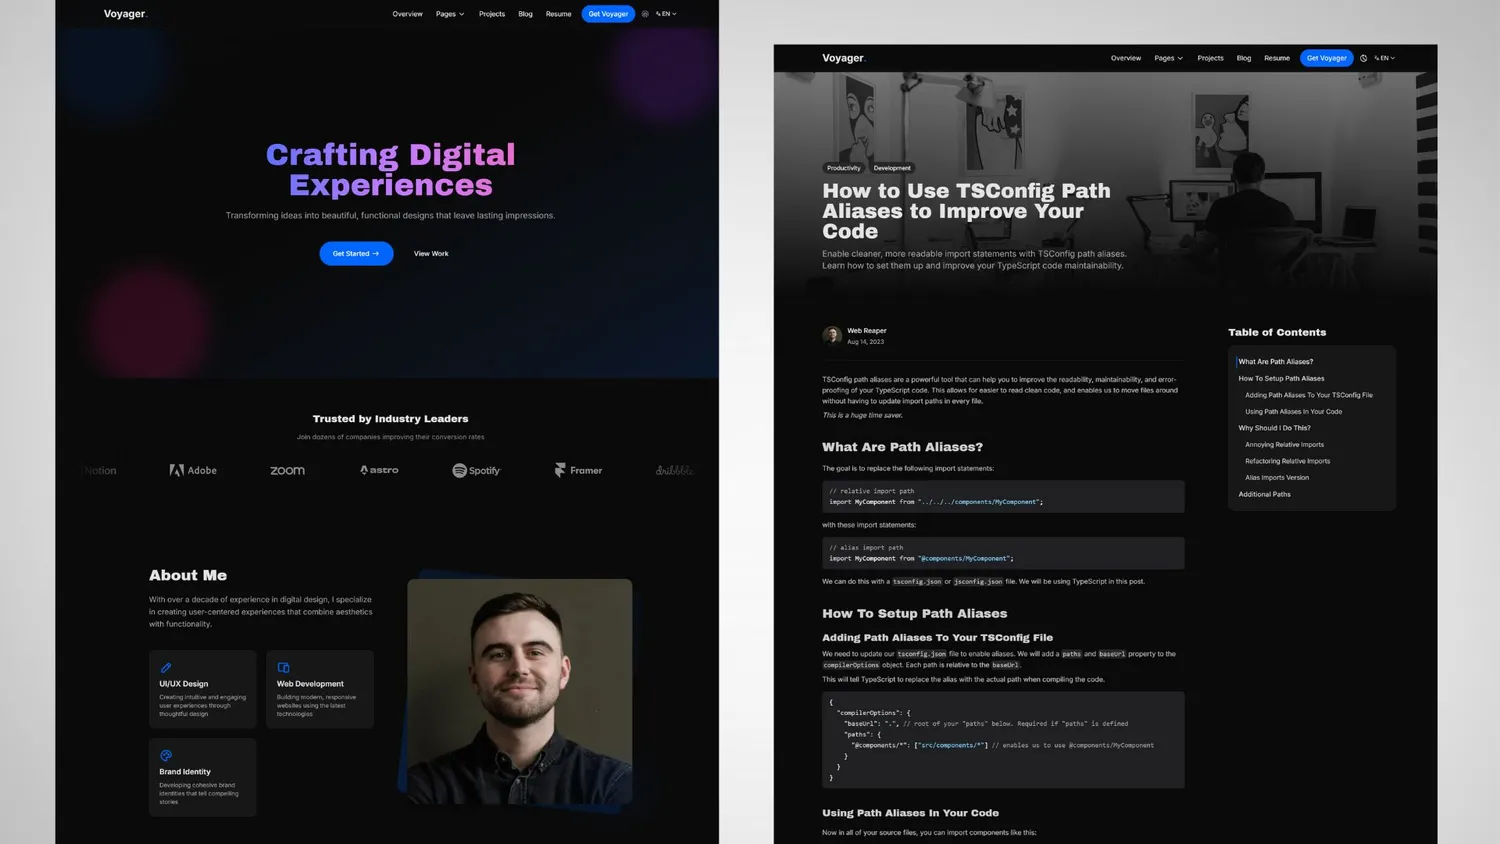 Voyager.
Overview Pages Projects Blog Resume Get Voyager EN
Crafting Digital
Experiences
Transforming ideas into beautiful, functional designs that leave lasting impressions.
Get Started → View Work
Trusted by Industry Leaders
Join dozens of companies improving their conversion rates
Notion Adobe zoom astro Spotify Framer dribbble
About Me
With over a decade of experience in digital design, I specialize
in creating user-centered experiences that combine aesthetics
with functionality.
UI/UX Design
Creating intuitive and engaging
user experiences through
thoughtful design
Web Development
Building modern, responsive
websites using the latest
technologies
Brand Identity
Developing cohesive brand
identities that tell compelling
stories
Voyager.
Overview Pages Projects Blog Resume Get Voyager EN
Productivity Development
How to Use TSConfig Path
Aliases to Improve Your
Code
Enable cleaner, more readable import statements with TSConfig path aliases.
Learn how to set them up and improve your TypeScript code maintainability.
Web Reaper
Aug 14, 2023
TSConfig path aliases are a powerful tool that can help you to improve the readability, maintainability, and error-
proofing of your TypeScript code. This allows for easier to read clean code, and enables us to move files around
without having to update import paths in every file.
This is a huge time saver.
What Are Path Aliases?
The goal is to replace the following import statements:
// relative import path
import MyComponent from "../../../components/MyComponent";
with these import statements:
// alias import path
import MyComponent from "@components/MyComponent";
We can do this with a tsconfig.json or jsconfig.json file. We will be using TypeScript in this post.
How To Setup Path Aliases
Adding Path Aliases To Your TSConfig File
We need to update our tsconfig.json file to enable aliases. We will add a paths and baseUrl property to the
compilerOptions object. Each path is relative to the baseUrl.
This will tell TypeScript to replace the alias with the actual path when compiling the code.
{
"compilerOptions": {
"baseUrl": ".", // root of your "paths" below. Required if "paths" is defined
"paths": {
"@components/*": ["src/components/*"] // enables us to use @components/MyComponent
}
}
}
Using Path Aliases In Your Code
Now in all of your source files, you can import components like this:
Table of Contents
What Are Path Aliases?
How To Setup Path Aliases
Adding Path Aliases To Your TSConfig File
Using Path Aliases In Your Code
Why Should I Do This?
Annoying Relative Imports
Refactoring Relative Imports
Alias Imports Version
Additional Paths